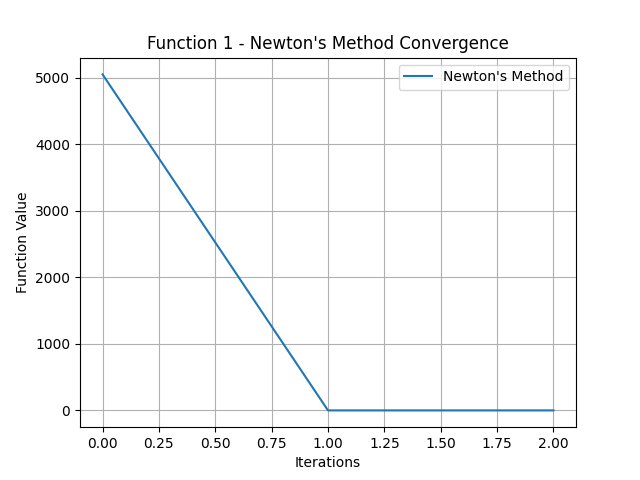 Function 1 - Newton's Method Convergence
Newton's Method
Function Value
5000
4000
3000
2000
1000
0
0.00 0.25 0.50 0.75 1.00 1.25 1.50 1.75 2.00
Iterations